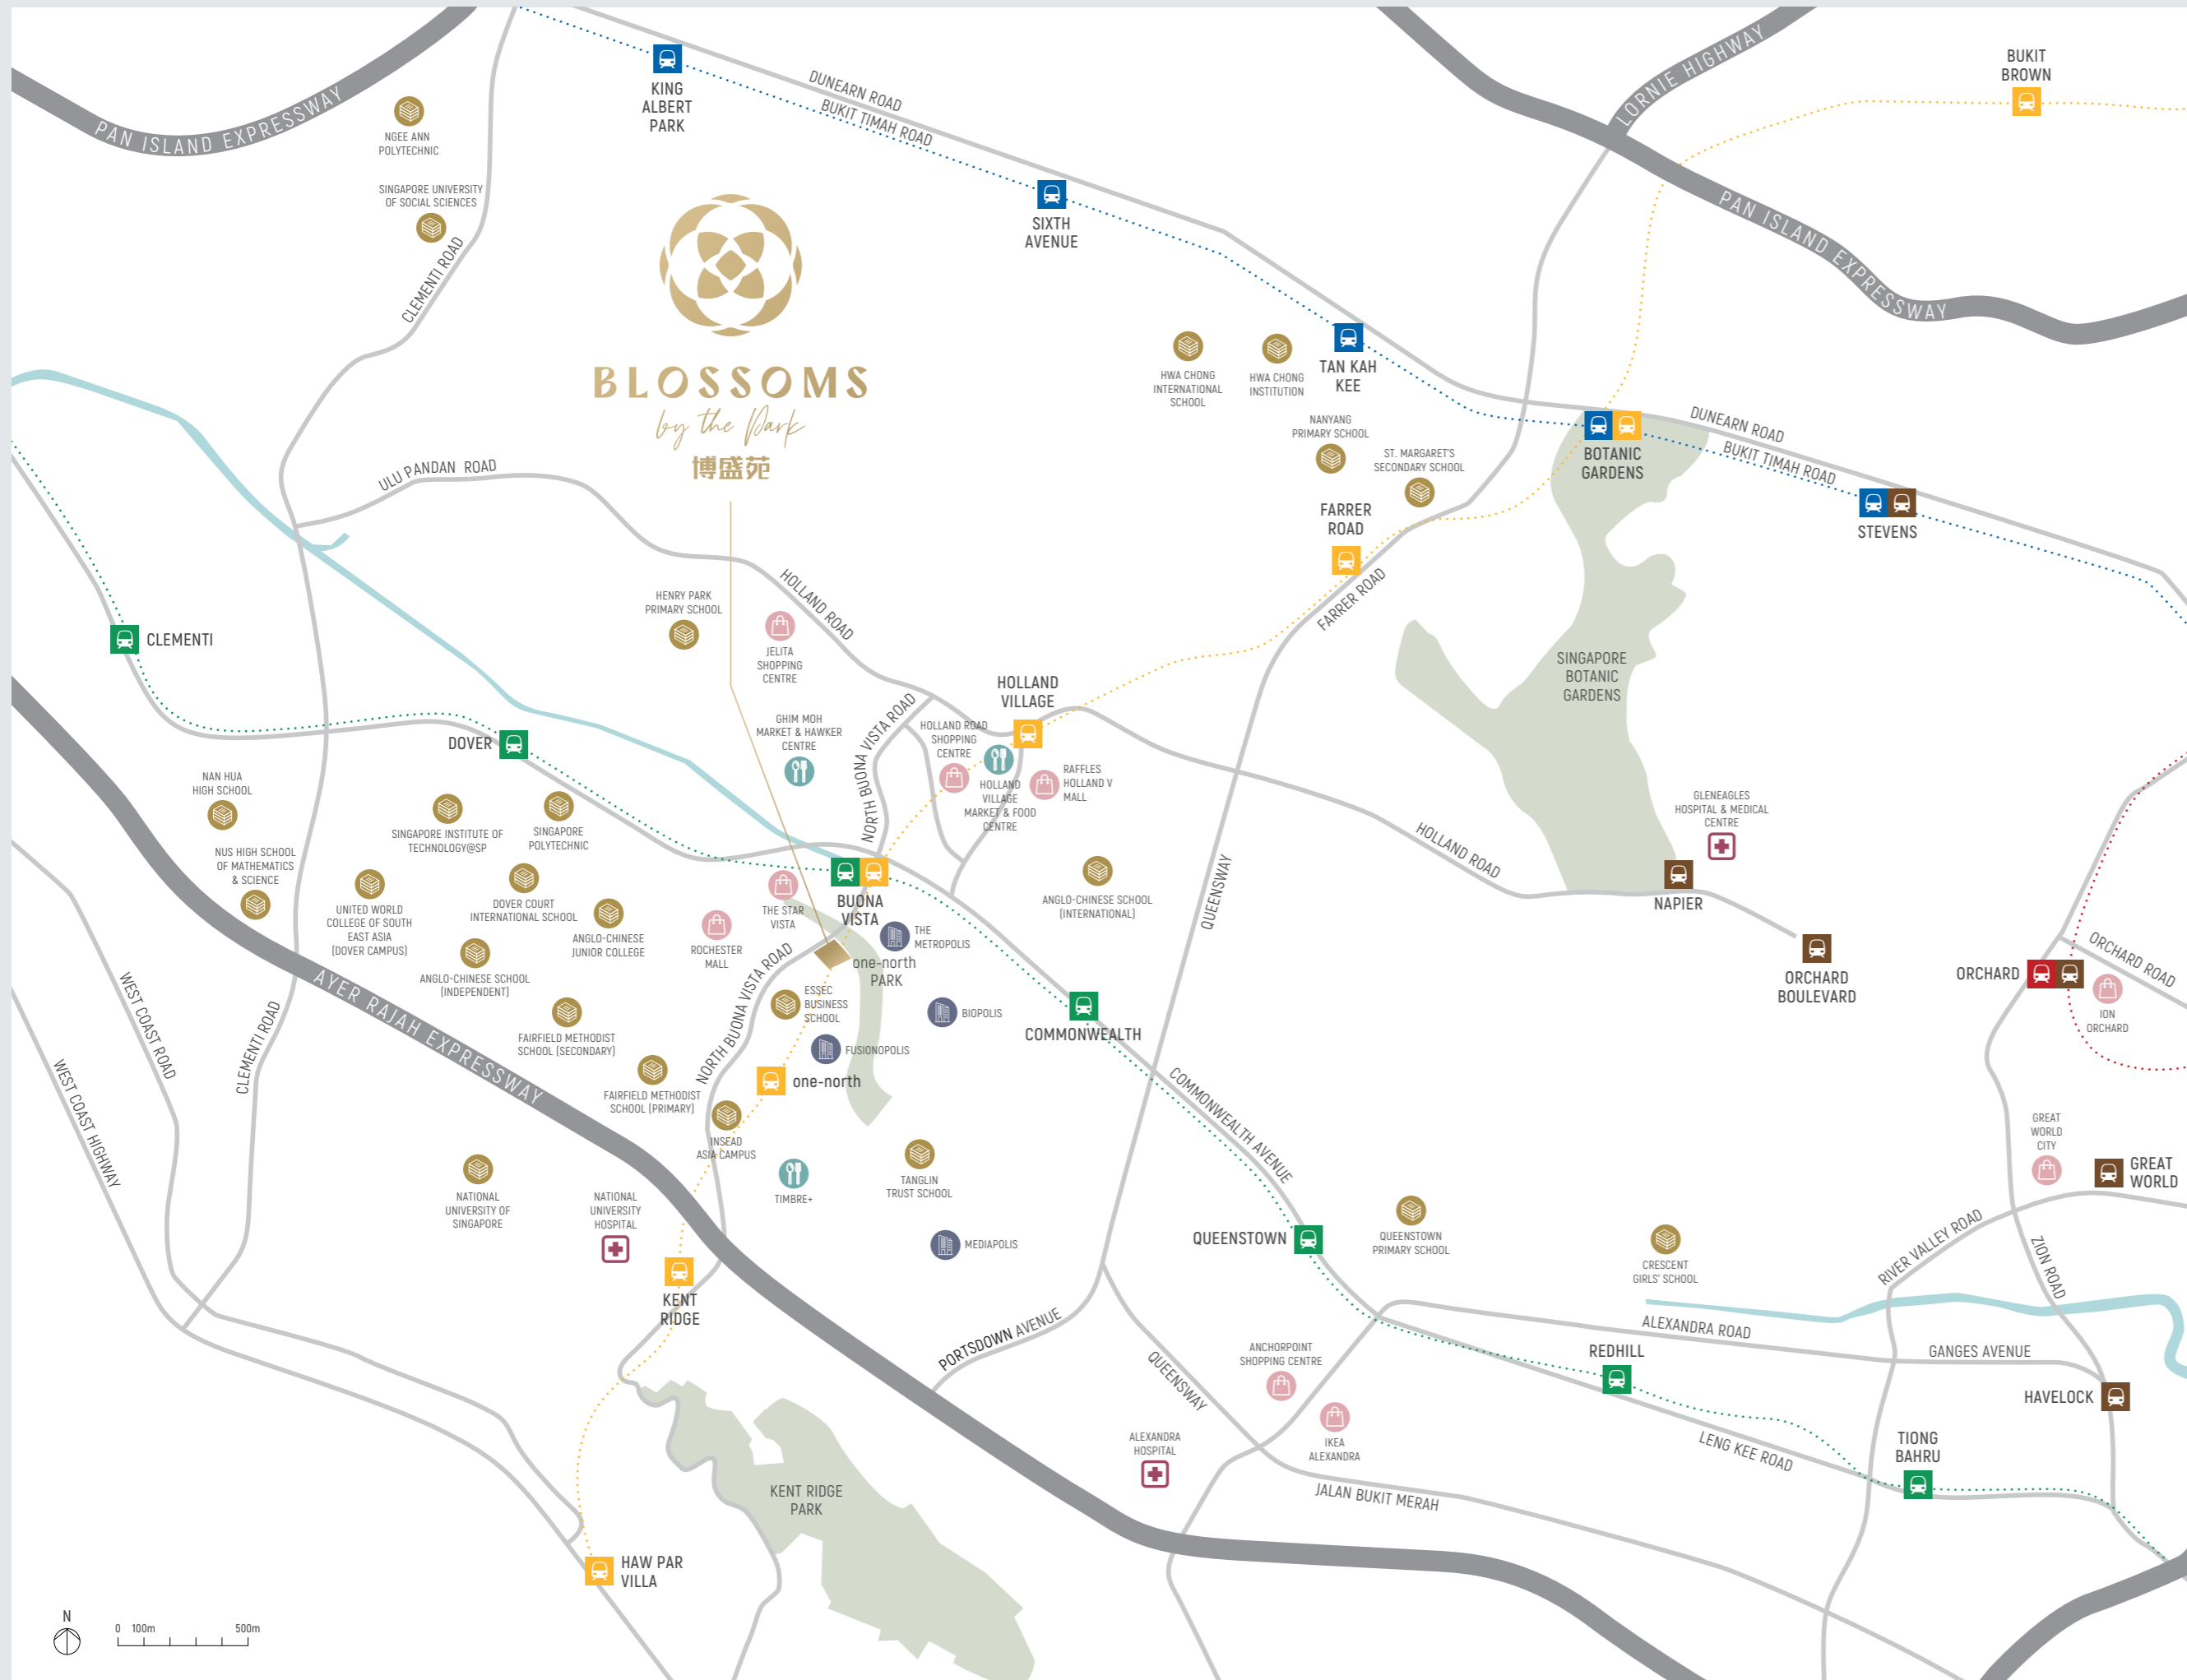 BUKIT
BROWN
LORNIE HIGHWAY
KING
ALBERT
PARK
DUNEARN ROAD
BUKIT TIMAH ROAD
PAN ISLAND EXPRESSWAY
NGEE ANN
POLYTECHNIC
SINGAPORE UNIVERSITY
OF SOCIAL SCIENCES
CLEMENTI ROAD
SIXTH
AVENUE
PAN ISLAND EXPRESSWAY
BLOSSOMS
by the Park
博盛苑
HWA CHONG
INTERNATIONAL
SCHOOL
HWA CHONG
INSTITUTION
TAN KAH
KEE
NANYANG
PRIMARY SCHOOL
ST. MARGARET'S
SECONDARY SCHOOL
BOTANIC
GARDENS
DUNEARN ROAD
BUKIT TIMAH ROAD
STEVENS
ULU PANDAN ROAD
FARRER
ROAD
FARRER ROAD
HOLLAND ROAD
HENRY PARK
PRIMARY SCHOOL
JELITA
SHOPPING
CENTRE
CLEMENTI
SINGAPORE
BOTANIC
GARDENS
HOLLAND
VILLAGE
DOVER
GHIM MOH
MARKET & HAWKER
CENTRE
NORTH BUONA VISTA ROAD
HOLLAND ROAD
SHOPPING
CENTRE
HOLLAND
VILLAGE
MARKET & FOOD
CENTRE
RAFFLES
HOLLAND V
MALL
NAN HUA
HIGH SCHOOL
SINGAPORE INSTITUTE OF
TECHNOLOGY@SP
SINGAPORE
POLYTECHNIC
GLENEAGLES
HOSPITAL & MEDICAL
CENTRE
HOLLAND ROAD
NUS HIGH SCHOOL
OF MATHEMATICS
& SCIENCE
UNITED WORLD
COLLEGE OF SOUTH
EAST ASIA
(DOVER CAMPUS)
DOVER COURT
INTERNATIONAL SCHOOL
ANGLO-CHINESE
JUNIOR COLLEGE
ROCHESTER
MALL
THE STAR
VISTA
BUONA
VISTA
THE
METROPOLIS
ANGLO-CHINESE SCHOOL
(INTERNATIONAL)
QUEENSWAY
NAPIER
ORCHARD
BOULEVARD
ORCHARD
ORCHARD ROAD
ION
ORCHARD
one-north
PARK
ANGLO-CHINESE SCHOOL
(INDEPENDENT)
ESSEC
BUSINESS
SCHOOL
BIOPOLIS
COMMONWEALTH
AYER RAJAH EXPRESSWAY
WEST COAST ROAD
CLEMENTI ROAD
WEST COAST HIGHWAY
FAIRFIELD METHODIST
SCHOOL (SECONDARY)
NORTH BUONA VISTA ROAD
FUSIONOPOLIS
one-north
FAIRFIELD METHODIST
SCHOOL (PRIMARY)
INSEAD
ASIA CAMPUS
COMMONWEALTH AVENUE
GREAT
WORLD
CITY
GREAT
WORLD
NATIONAL
UNIVERSITY OF
SINGAPORE
NATIONAL
UNIVERSITY
HOSPITAL
TIMBRE+
TANGLIN
TRUST SCHOOL
MEDIAPOLIS
QUEENSTOWN
QUEENSTOWN
PRIMARY SCHOOL
CRESCENT
GIRLS' SCHOOL
RIVER VALLEY ROAD
ZION ROAD
KENT
RIDGE
PORTSDOWN AVENUE
QUEENSWAY
ANCHORPOINT
SHOPPING CENTRE
ALEXANDRA ROAD
REDHILL
GANGES AVENUE
HAVELOCK
IKEA
ALEXANDRA
ALEXANDRA
HOSPITAL
LENG KEE ROAD
TIONG
BAHRU
JALAN BUKIT MERAH
KENT RIDGE
PARK
HAW PAR
VILLA
N
0 100m 500m